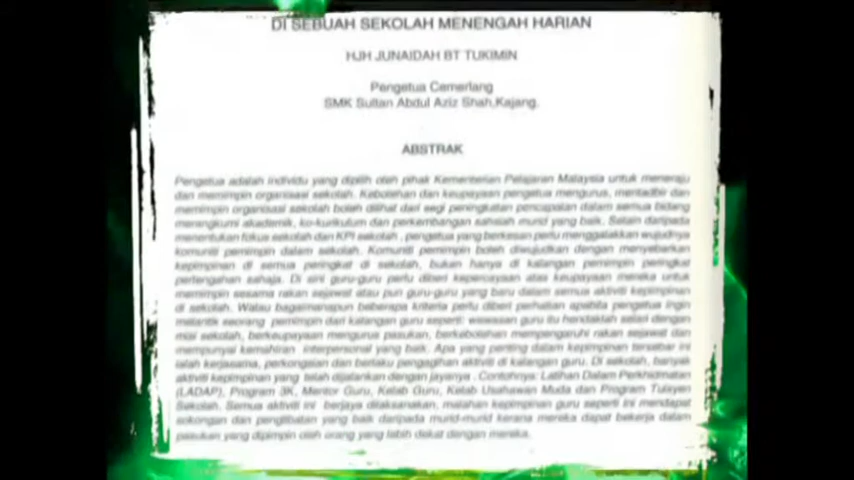 DI SEBUAH SEKOLAH MENENGAH HARIAN
HJH JUNAIDAH BT TUKIMIN
Pengetua Cemerlang
SMK Sultan Abdul Aziz Shah,Kajang.
ABSTRAK
Pengetua adalah individu yang dipilih oleh pihak Kementerian Pelajaran Malaysia untuk menerajui
dan memimpin organisasi sekolah. Kebolehan dan keupayaan pengetua mengurus, mentadbir dan
memimpin organisasi sekolah boleh dilihat dari segi peningkatan pencapaian dalam semua bidang
merangkumi akademik, ko-kurikulum dan perkembangan sahsiah murid yang baik. Selain daripada
menentukan fokus sekolah dan KPI sekolah , pengetua yang berkesan perlu menggalakkan wujudnya
komuniti pemimpin dalam sekolah. Komuniti pemimpin boleh diwujudkan dengan menyebarkan
kepimpinan di semua peringkat di sekolah, bukan hanya di kalangan pemimpin peringkat
pertengahan sahaja. Di sini guru-guru perlu diberi kepercayaan atas keupayaan mereka untuk
memimpin sesama rakan sejawat atau pun guru-guru yang baru dalam semua aktiviti kepimpinan
di sekolah. Walau bagaimanapun beberapa kriteria perlu diberi perhatian apabila pengetua ingin
melantik seorang pemimpin dari kalangan guru seperti: wawasan guru itu hendaklah selari dengan
misi sekolah, berkeupayaan mengurus pasukan, berkebolehan mempengaruhi rakan sejawat dan
mempunyai kemahiran interpersonal yang baik. Apa yang penting dalam kepimpinan tersebar ini
ialah kerjasama, perkongsian dan berlaku pengagihan aktiviti di kalangan guru. Di sekolah, banyak
aktiviti kepimpinan yang telah dijalankan dengan jayanya . Contohnya: Latihan Dalam Perkhidmatan
(LADAP), Program 3K, Mentor Guru, Kelab Guru, Kelab Usahawan Muda dan Program Tulisyen
Sekolah. Semua aktiviti ini berjaya dilaksanakan, malahan kepimpinan guru seperti ini mendapat
sokongan dan penglibatan yang baik daripada murid-murid kerana mereka dapat bekerja dalam
pasukan yang dipimpin oleh orang yang lebih dekat dengan mereka.